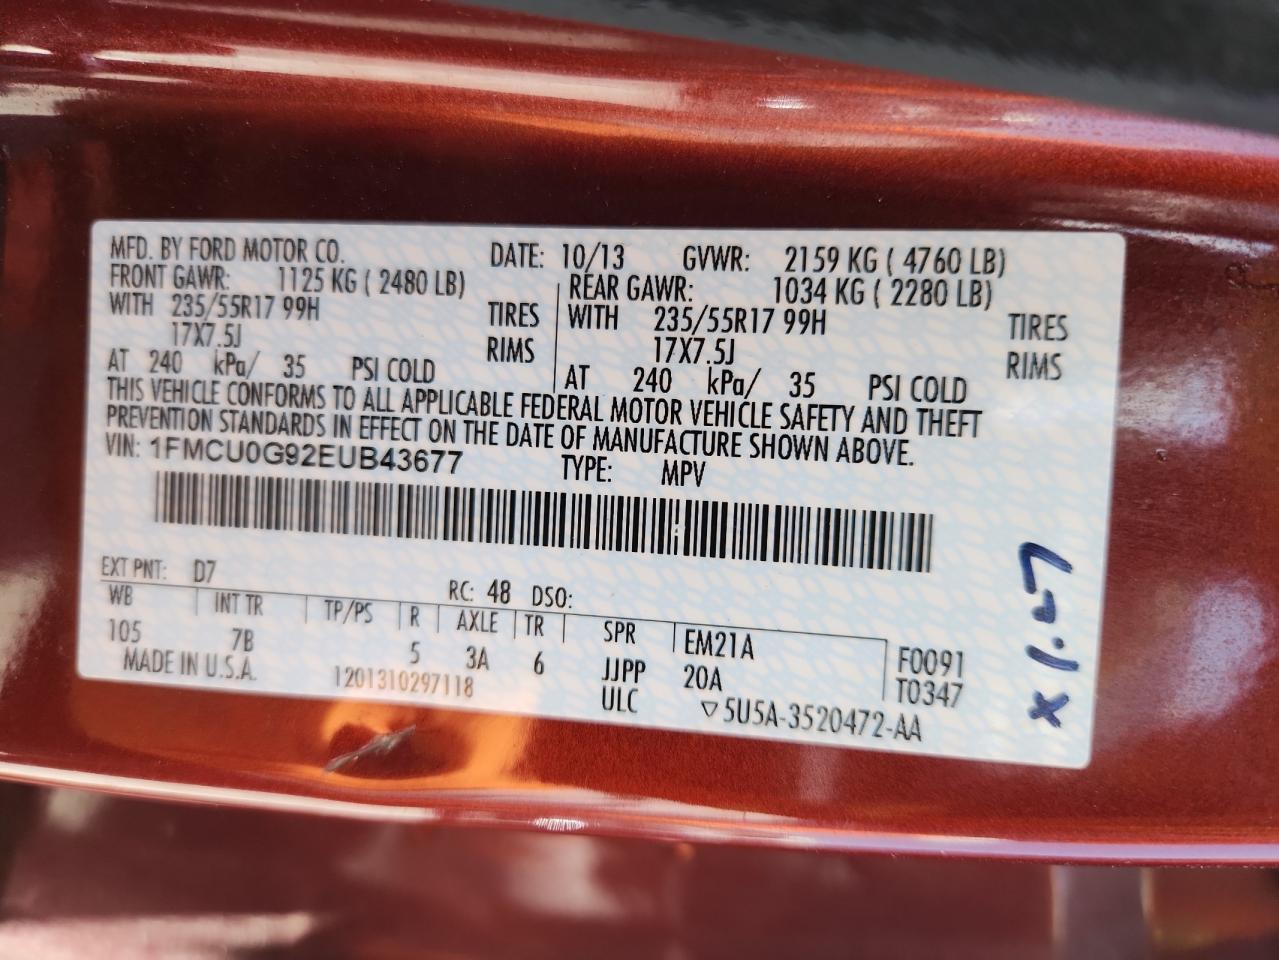 MFD. BY FORD MOTOR CO. DATE: 10/13 GVWR: 2159 KG ( 4760 LB)
FRONT GAWR: 1125 KG ( 2480 LB)
WITH 235/55R17 99H TIRES
17X7.5J RIMS
AT 240 kPa/ 35 PSI COLD
REAR GAWR: 1034 KG ( 2280 LB)
WITH 235/55R17 99H TIRES
17X7.5J RIMS
AT 240 kPa/ 35 PSI COLD
THIS VEHICLE CONFORMS TO ALL APPLICABLE FEDERAL MOTOR VEHICLE SAFETY AND THEFT
PREVENTION STANDARDS IN EFFECT ON THE DATE OF MANUFACTURE SHOWN ABOVE.
VIN: 1FMCU0G92EUB43677 TYPE: MPV
EXT PNT: D7 RC: 48 DSO:
WB INT TR TP/PS R AXLE TR SPR EM21A F0091
105 7B 5 3A 6 JJPP 20A T0347
MADE IN U.S.A. 1201310297118 ULC ▽5U5A-3520472-AA